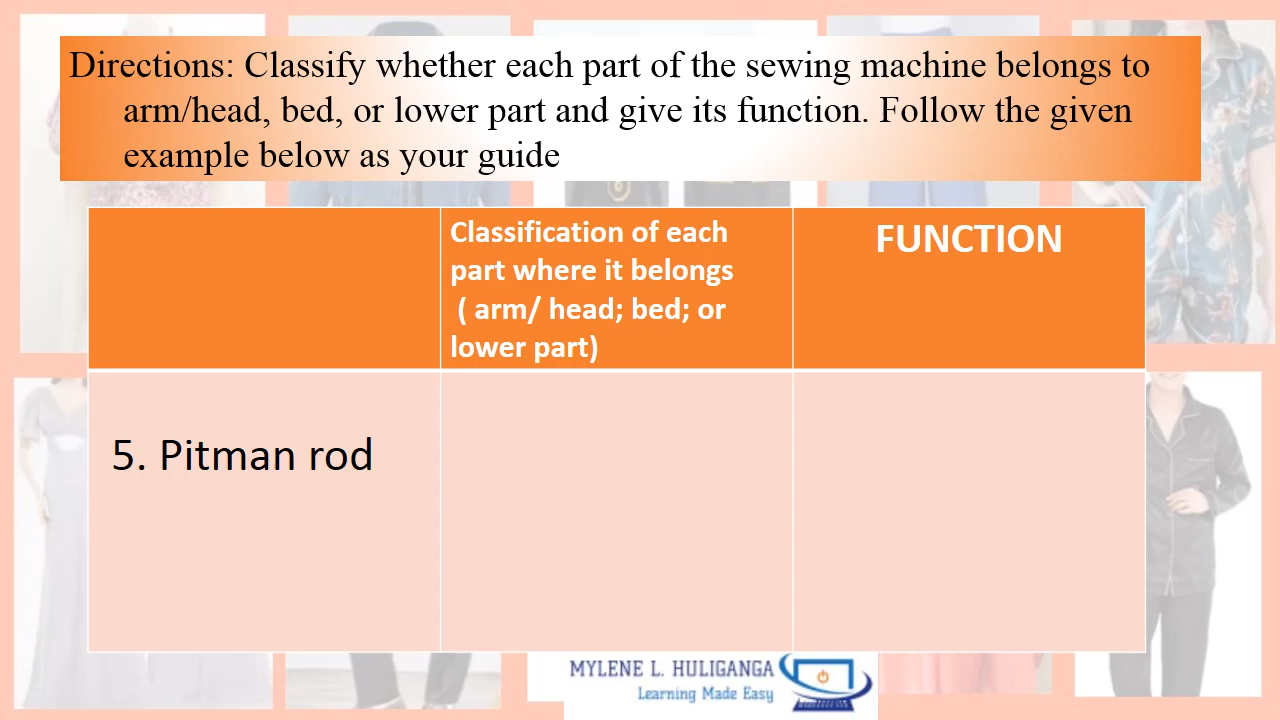 Directions: Classify whether each part of the sewing machine belongs to
arm/head, bed, or lower part and give its function. Follow the given
example below as your guide
Classification of each
part where it belongs
( arm/ head; bed; or
lower part)
FUNCTION
5. Pitman rod
MYLENE L. HULIGANGA
Learning Made Easy